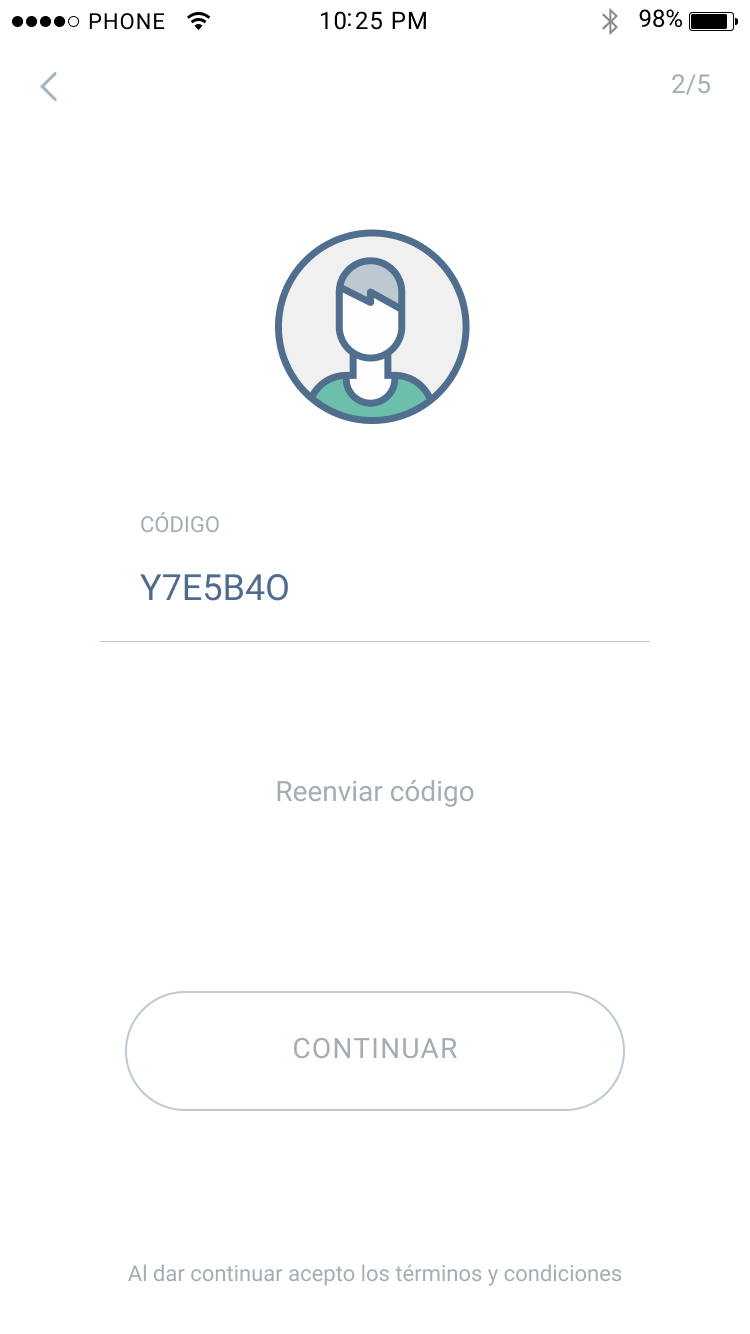 PHONE 10:25 PM 98%
2/5
CÓDIGO
Y7E5B4O
Reenviar código
CONTINUAR
Al dar continuar acepto los términos y condiciones